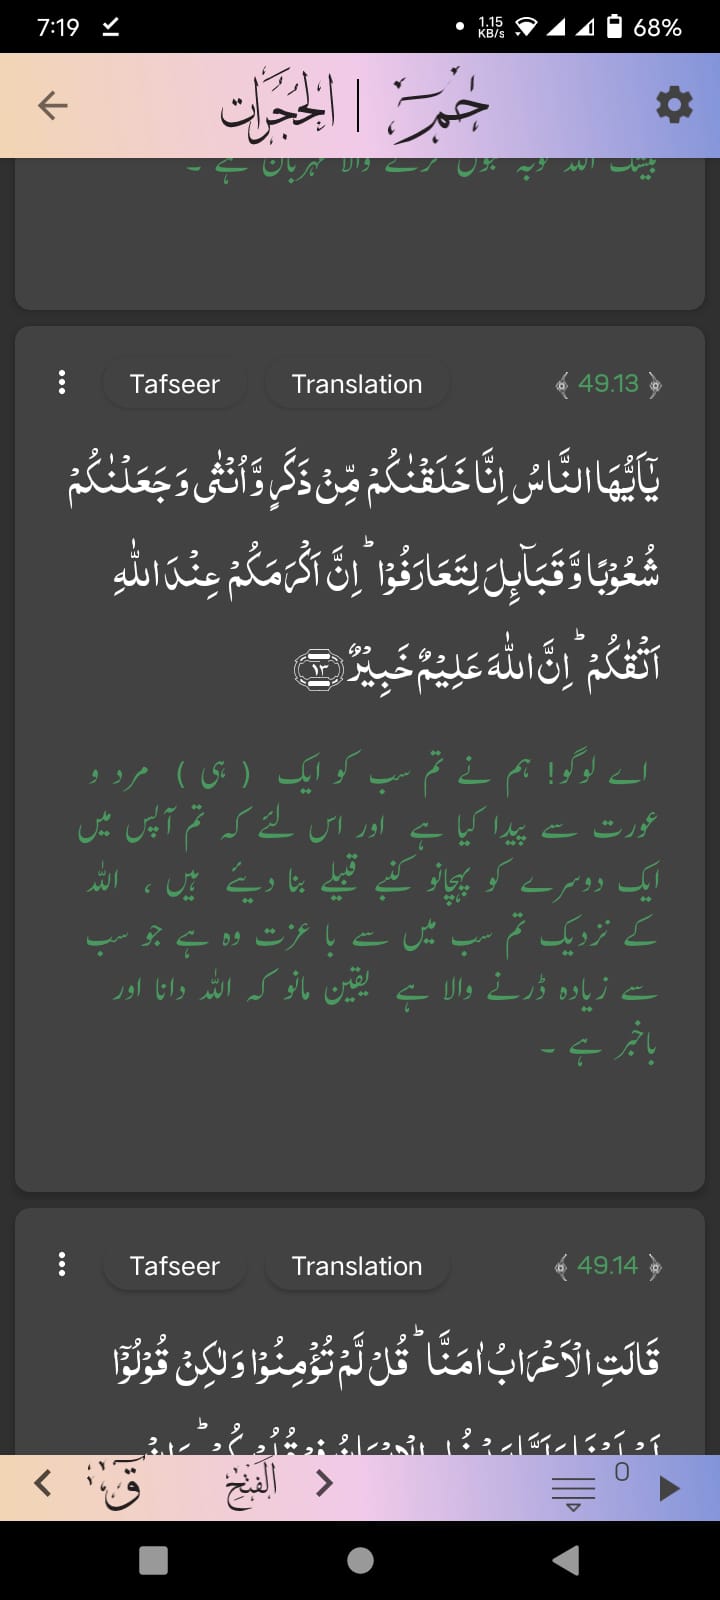 7:19
1.15 KB/s 68%
حٰمٓ | الحُجُرَات
بیشک اللہ توبہ قبول کرنے والا مہربان ہے ۔
Tafseer Translation 49.13
يٰۤاَيُّهَا النَّاسُ اِنَّا خَلَقْنٰكُمْ مِّنْ ذَكَرٍ وَّاُنْثٰى وَجَعَلْنٰكُمْ
شُعُوْبًا وَّقَبَآىِٕلَ لِتَعَارَفُوْا ؕ اِنَّ اَكْرَمَكُمْ عِنْدَ اللّٰهِ
اَتْقٰىكُمْ ؕ اِنَّ اللّٰهَ عَلِيْمٌ خَبِيْرٌ ۝۱۳
اے لوگو! ہم نے تم سب کو ایک ( ہی ) مرد و
عورت سے پیدا کیا ہے اور اس لئے کہ تم آپس میں
ایک دوسرے کو پہچانو کنبے قبیلے بنا دیئے ہیں ، اللہ
کے نزدیک تم سب میں سے با عزت وہ ہے جو سب
سے زیادہ ڈرنے والا ہے یقین مانو کہ اللہ دانا اور
باخبر ہے ۔
Tafseer Translation 49.14
قَالَتِ الْاَعْرَابُ اٰمَنَّا ؕ قُلْ لَّمْ تُؤْمِنُوْا وَلٰكِنْ قُوْلُوْۤا
قٓ الفَتْح 0